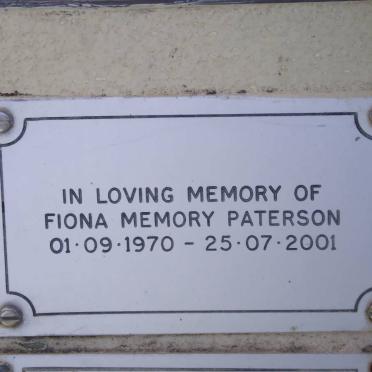 IN LOVING MEMORY OF
FIONA MEMORY PATERSON
01·09·1970 - 25·07·2001